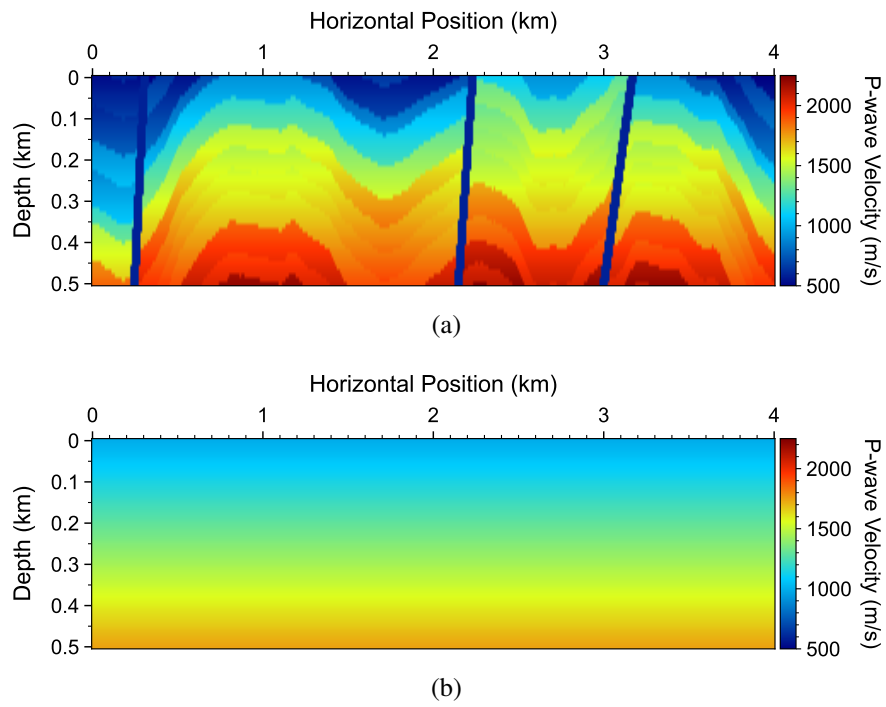 Horizontal Position (km)
0 1 2 3 4
Depth (km)
0
0.1
0.2
0.3
0.4
0.5
2000
1500
1000
500
P-wave Velocity (m/s)
(a)
Horizontal Position (km)
0 1 2 3 4
Depth (km)
0
0.1
0.2
0.3
0.4
0.5
2000
1500
1000
500
P-wave Velocity (m/s)
(b)